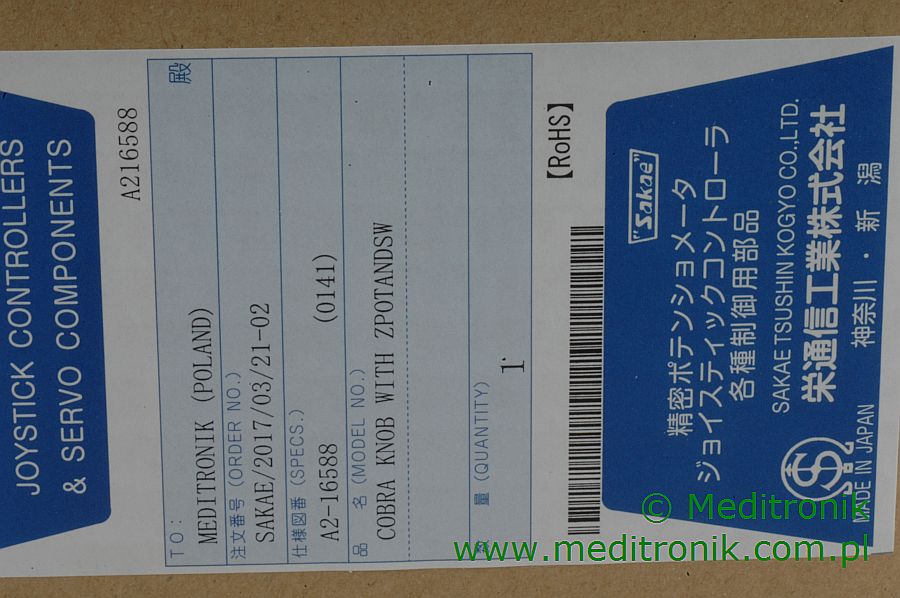 JOYSTICK CONTROLLERS
& SERVO COMPONENTS
A216588
TO: 殿
MEDITRONIK (POLAND)
注文番号 (ORDER NO.)
SAKAE/2017/03/21-02
仕様図番 (SPECS.)
A2-16588 (0141)
品 名 (MODEL NO.)
COBRA KNOB WITH ZPOTANDSW
数 量 (QUANTITY)
1
【RoHS】
"Sakae"
精密ポテンショメータ
ジョイスティックコントローラ
各種制御用部品
SAKAE TSUSHIN KOGYO CO.,LTD.
栄通信工業株式会社
神奈川・新潟
MADE IN JAPAN
© Meditronik
www.meditronik.com.pl